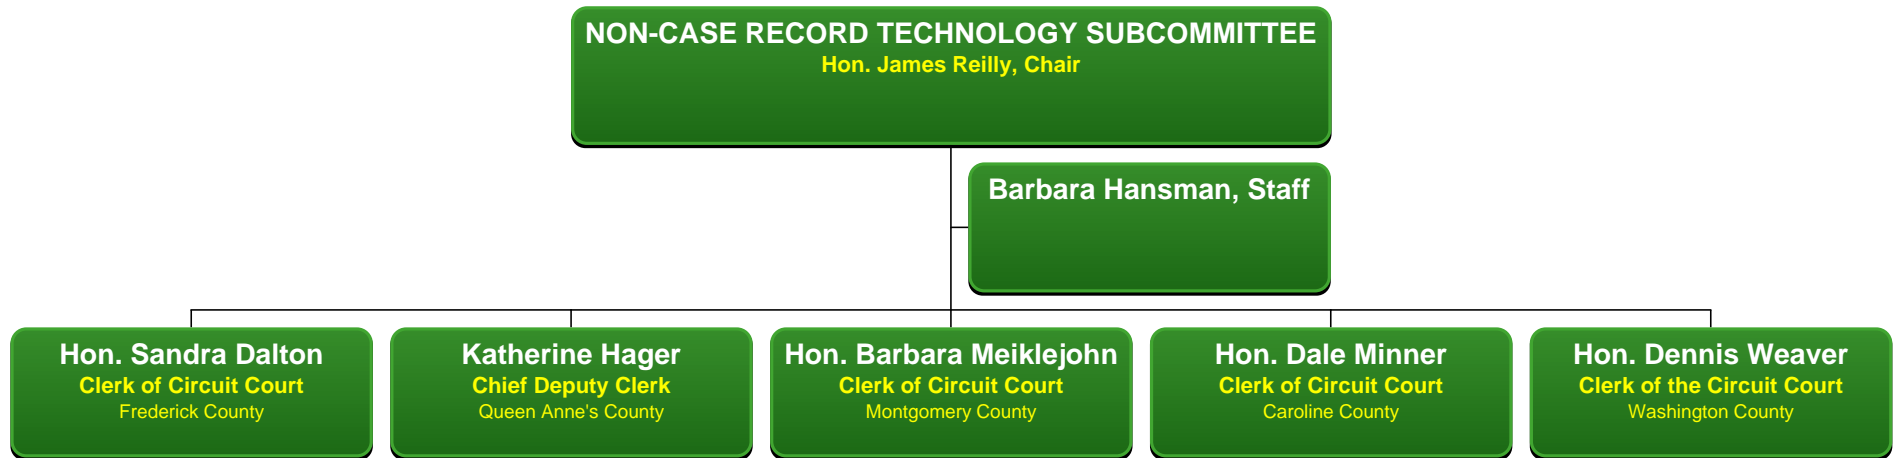 NON-CASE RECORD TECHNOLOGY SUBCOMMITTEE
Hon. James Reilly, Chair
Barbara Hansman, Staff
Hon. Sandra Dalton
Clerk of Circuit Court
Frederick County
Katherine Hager
Chief Deputy Clerk
Queen Anne's County
Hon. Barbara Meiklejohn
Clerk of Circuit Court
Montgomery County
Hon. Dale Minner
Clerk of Circuit Court
Caroline County
Hon. Dennis Weaver
Clerk of the Circuit Court
Washington County